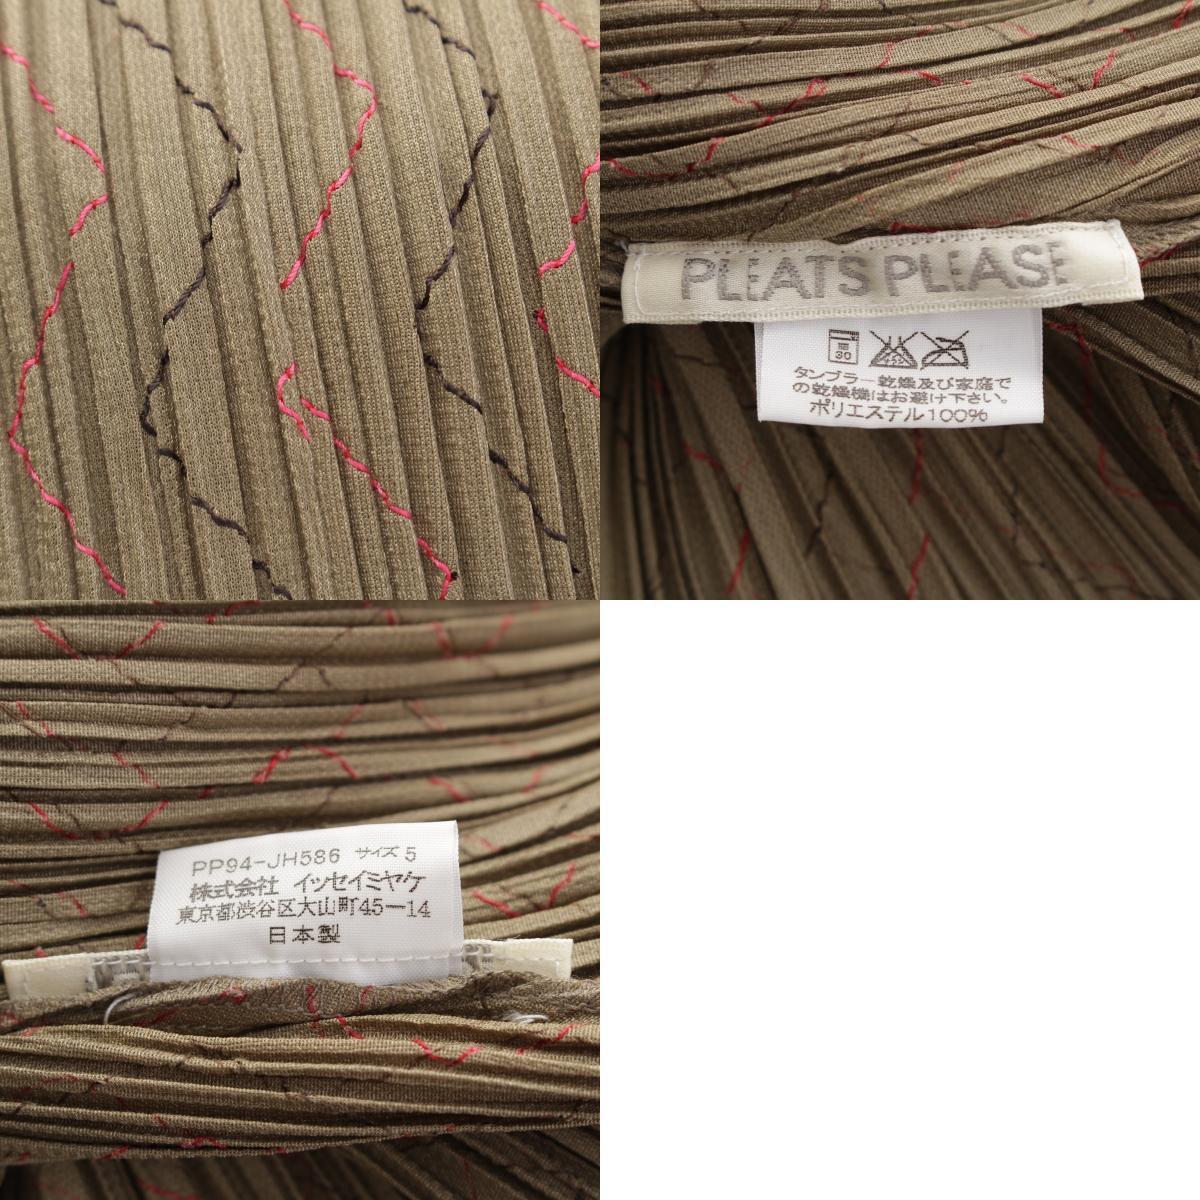 PLEATS PLEASE
30
タンブラー乾燥及び家庭で
の乾燥機はお避け下さい。
ポリエステル100%
PP94-JH586 サイズ5
株式会社 イッセイミヤケ
東京都渋谷区大山町45-14
日本製